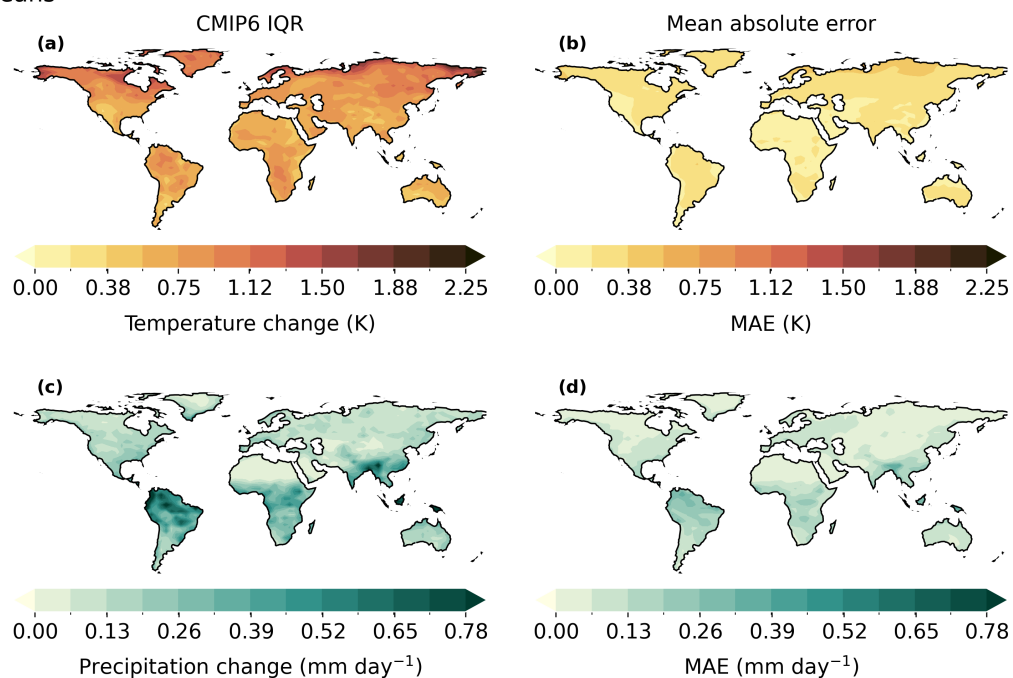 CMIP6 IQR
Mean absolute error
(a)
(b)
0.00 0.38 0.75 1.12 1.50 1.88 2.25
0.00 0.38 0.75 1.12 1.50 1.88 2.25
Temperature change (K)
MAE (K)
(c)
(d)
0.00 0.13 0.26 0.39 0.52 0.65 0.78
0.00 0.13 0.26 0.39 0.52 0.65 0.78
Precipitation change (mm day⁻¹)
MAE (mm day⁻¹)